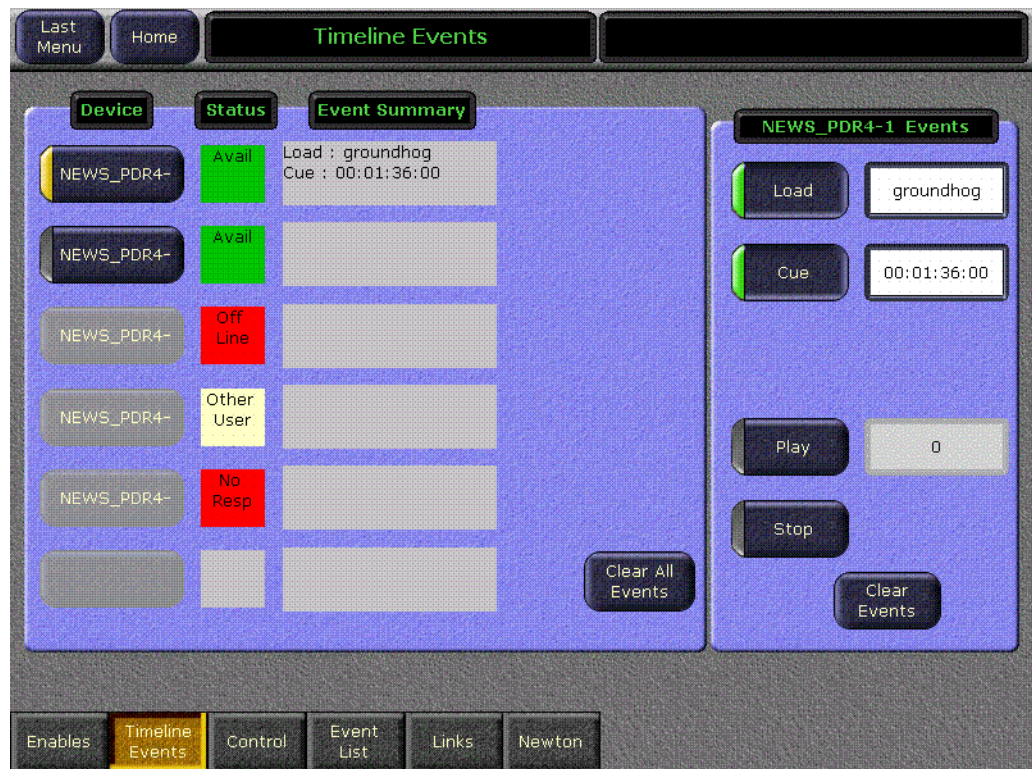 Last
Menu
Home
Timeline Events
Device
Status
Event Summary
NEWS_PDR4-
Avail
Load : groundhog
Cue : 00:01:36:00
NEWS_PDR4-
Avail
NEWS_PDR4-
Off
Line
NEWS_PDR4-
Other
User
NEWS_PDR4-
No
Resp
Clear All
Events
NEWS_PDR4-1 Events
Load
groundhog
Cue
00:01:36:00
Play
0
Stop
Clear
Events
Enables
Timeline
Events
Control
Event
List
Links
Newton